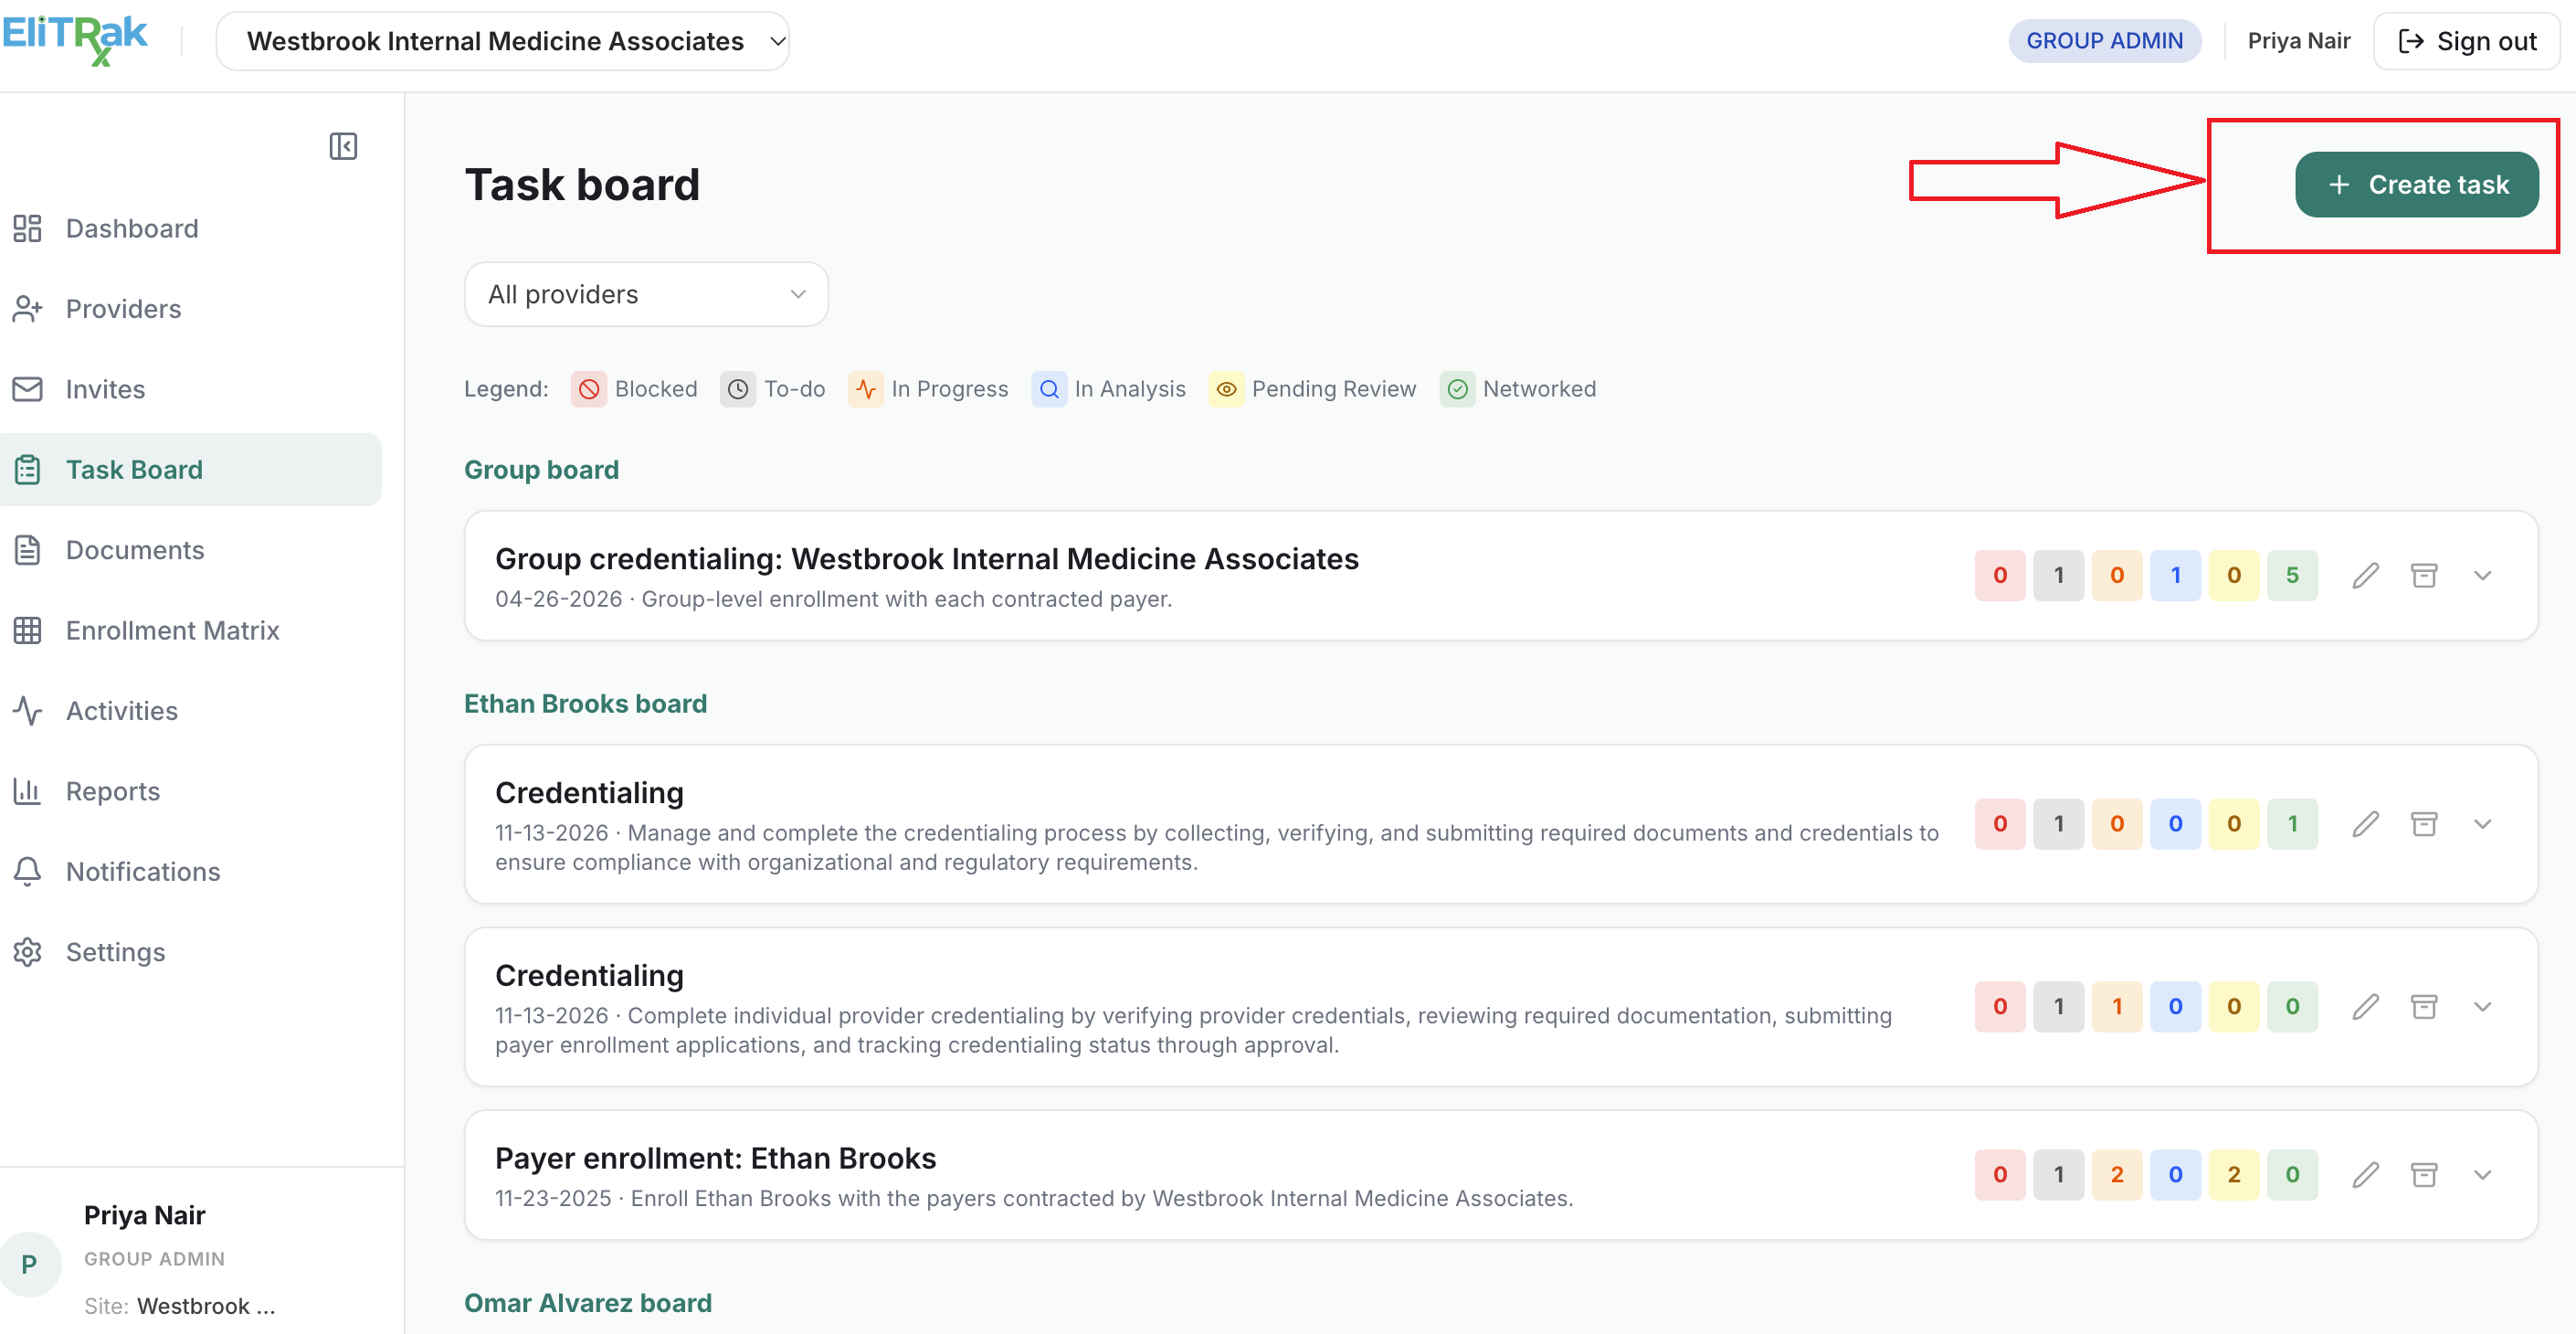 EliTRxak
Westbrook Internal Medicine Associates
GROUP ADMIN
Priya Nair
Sign out
Dashboard
Providers
Invites
Task Board
Documents
Enrollment Matrix
Activities
Reports
Notifications
Settings
P
Priya Nair
GROUP ADMIN
Site: Westbrook ...
Task board
+ Create task
All providers
Legend: Blocked To-do In Progress In Analysis Pending Review Networked
Group board
Group credentialing: Westbrook Internal Medicine Associates
04-26-2026 · Group-level enrollment with each contracted payer.
0 1 0 1 0 5
Ethan Brooks board
Credentialing
11-13-2026 · Manage and complete the credentialing process by collecting, verifying, and submitting required documents and credentials to
ensure compliance with organizational and regulatory requirements.
0 1 0 0 0 1
Credentialing
11-13-2026 · Complete individual provider credentialing by verifying provider credentials, reviewing required documentation, submitting
payer enrollment applications, and tracking credentialing status through approval.
0 1 1 0 0 0
Payer enrollment: Ethan Brooks
11-23-2025 · Enroll Ethan Brooks with the payers contracted by Westbrook Internal Medicine Associates.
0 1 2 0 2 0
Omar Alvarez board